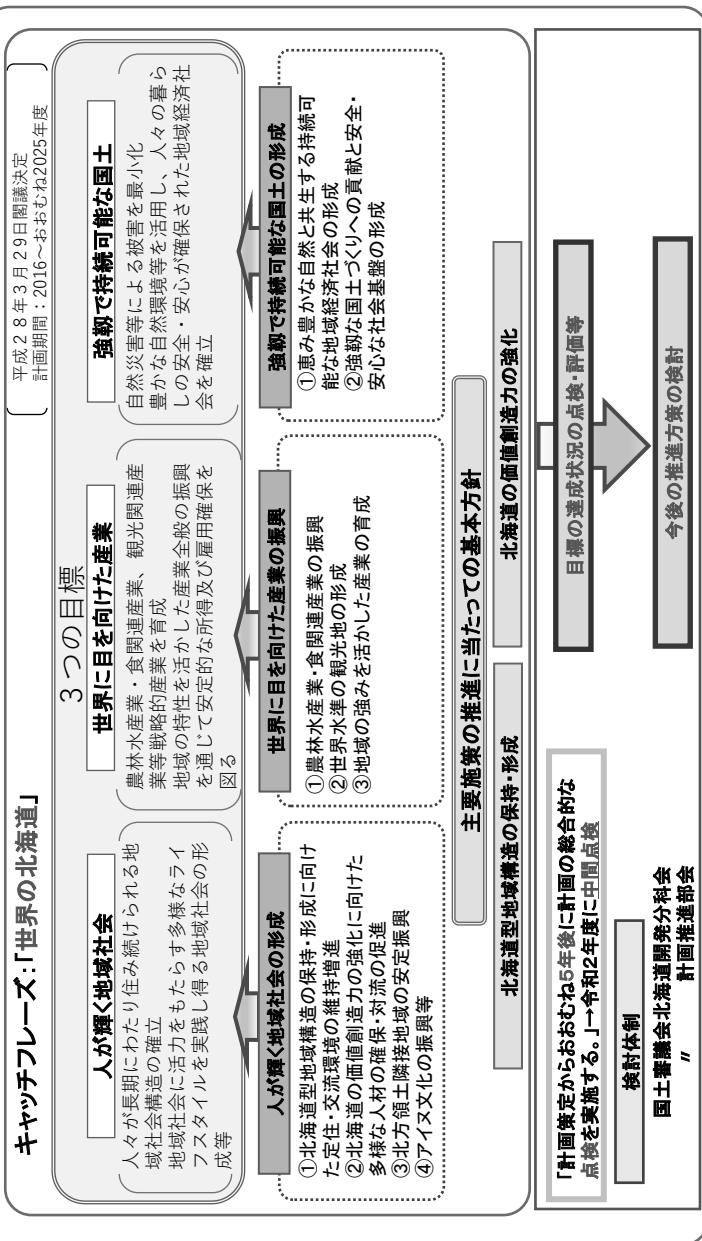 キャッチフレーズ：「世界の北海道」
平成２８年３月２９日閣議決定
計画期間：2016～おおむね2025年度
３つの目標
人が輝く地域社会
人々が長期にわたり住み続けられる地
域社会構造の確立
地域社会に活力をもたらす多様なライ
フスタイルを実践し得る地域社会の形
成等
世界に目を向けた産業
農林水産業・食関連産業、観光関連産
業等戦略的産業を育成
地域の特性を活かした産業全般の振興
を通じて安定的な所得及び雇用確保を
図る
強靱で持続可能な国土
自然災害等による被害を最小化
豊かな自然環境等を活用し、人々の暮ら
しの安全・安心が確保された地域経済社
会を確立
人が輝く地域社会の形成
①北海道型地域構造の保持・形成に向け
た定住・交流環境の維持増進
②北海道の価値創造力の強化に向けた
多様な人材の確保・対流の促進
③北方領土隣接地域の安定振興
④アイヌ文化の振興等
世界に目を向けた産業の振興
①農林水産業・食関連産業の振興
②世界水準の観光地の形成
③地域の強みを活かした産業の育成
強靱で持続可能な国土の形成
①恵み豊かな自然と共生する持続可
能な地域経済社会の形成
②強靱な国土づくりへの貢献と安全・
安心な社会基盤の形成
主要施策の推進に当たっての基本方針
北海道型地域構造の保持・形成
北海道の価値創造力の強化
「計画策定からおおむね5年後に計画の総合的な
点検を実施する。」→令和２年度に中間点検
検討体制
国土審議会北海道開発分科会
〃　計画推進部会
目標の達成状況の点検・評価等
今後の推進方策の検討